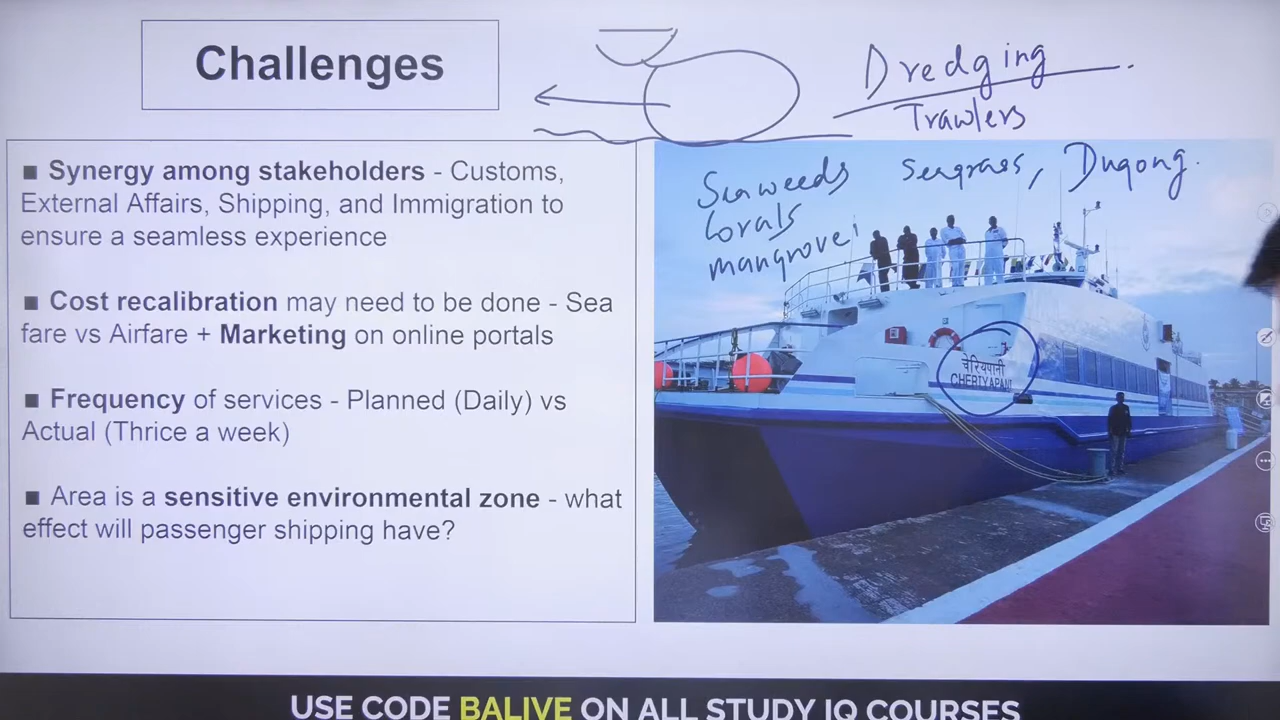 Challenges
Dredging
Trawlers
■ Synergy among stakeholders - Customs,
External Affairs, Shipping, and Immigration to
ensure a seamless experience
■ Cost recalibration may need to be done - Sea
fare vs Airfare + Marketing on online portals
■ Frequency of services - Planned (Daily) vs
Actual (Thrice a week)
■ Area is a sensitive environmental zone - what
effect will passenger shipping have?
Seaweeds
Corals
mangroves
Seagrass, Dugong.
चेरियपानी
CHERIYAPANI
USE CODE BALIVE ON ALL STUDY IQ COURSES